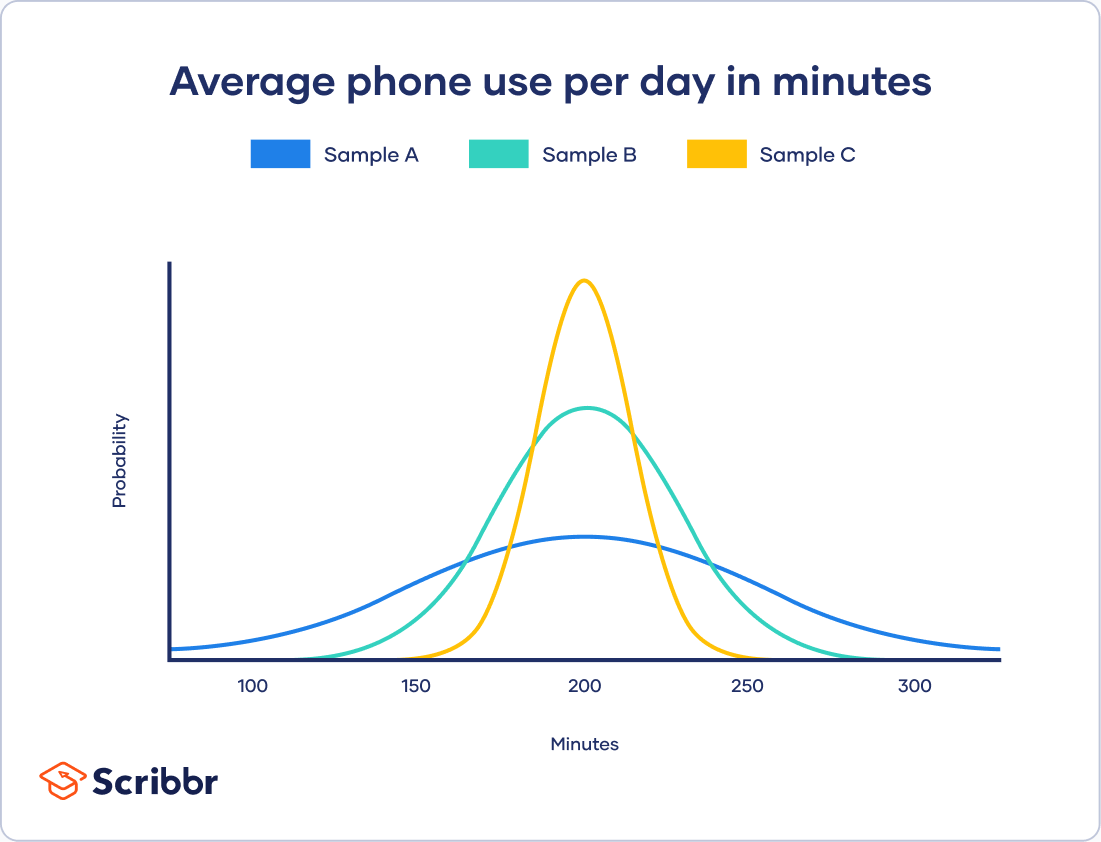 Average phone use per day in minutes
Sample A
Sample B
Sample C
Probability
100
150
200
250
300
Minutes
Scribbr